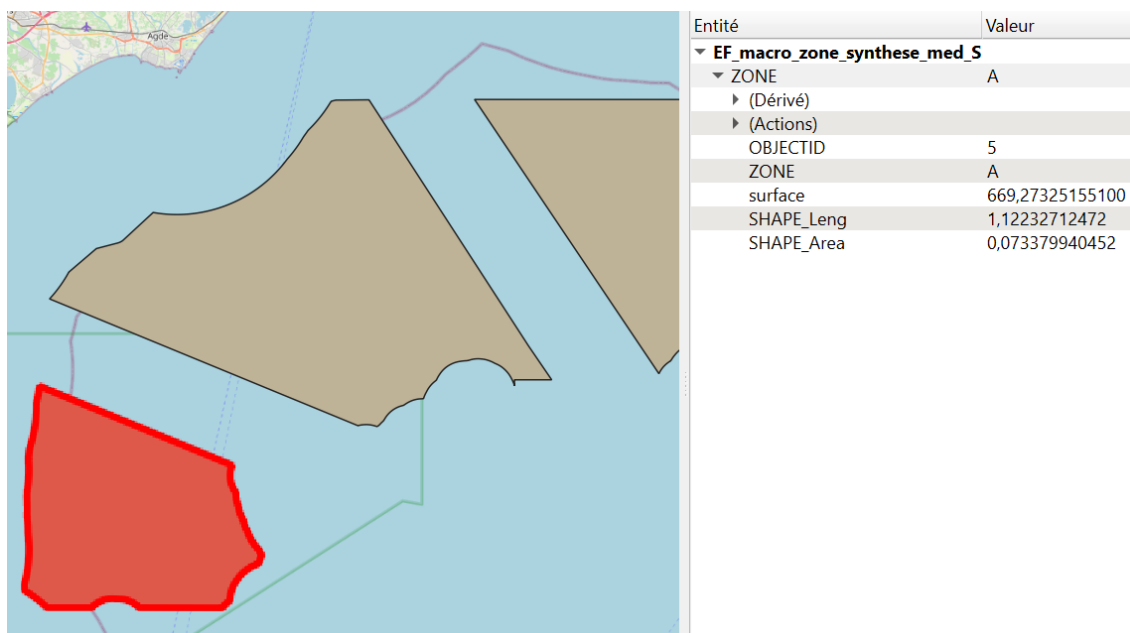 Agde
Entité Valeur
EF_macro_zone_synthese_med_S
ZONE A
(Dérivé)
(Actions)
OBJECTID 5
ZONE A
surface 669,27325155100
SHAPE_Leng 1,12232712472
SHAPE_Area 0,073379940452